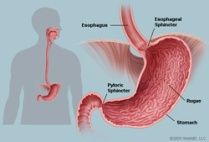 Esophagus
Esophageal
Sphincter
Pyloric
Sphincter
Rugae
Stomach